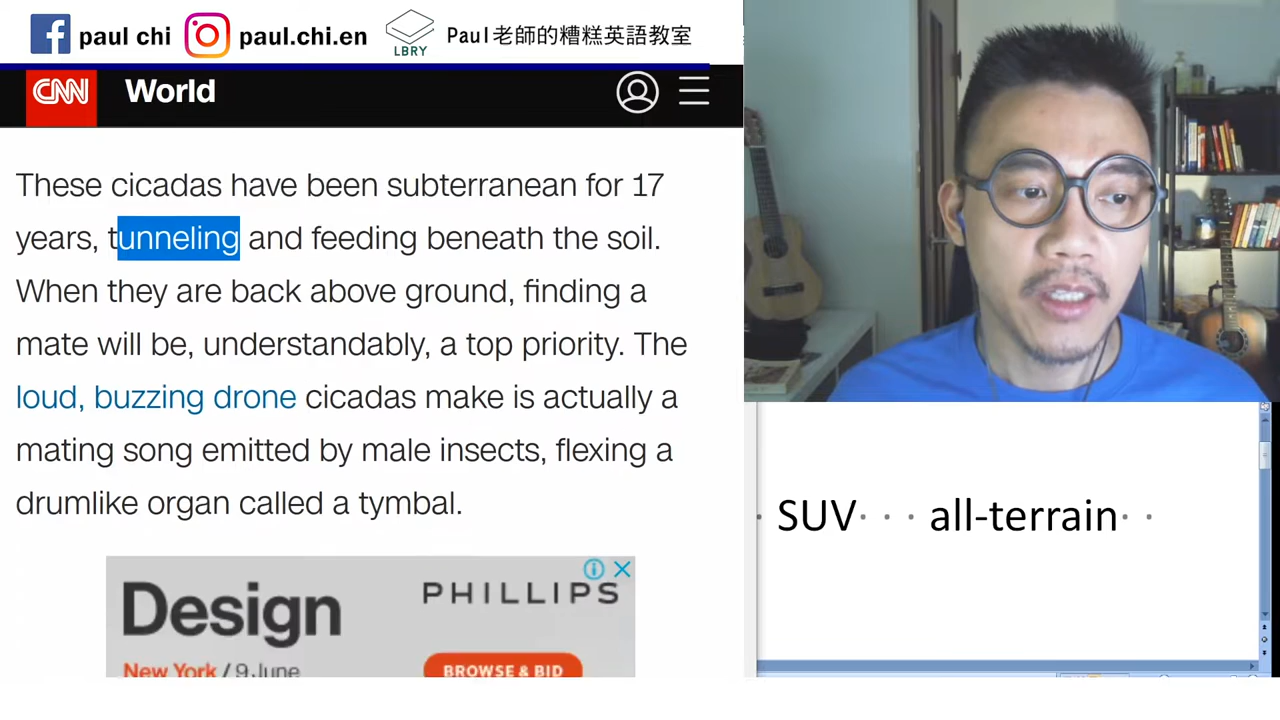 paul chi paul.chi.en LBRY Paul老師的糟糕英語教室
CNN World
These cicadas have been subterranean for 17
years, tunneling and feeding beneath the soil.
When they are back above ground, finding a
mate will be, understandably, a top priority. The
loud, buzzing drone cicadas make is actually a
mating song emitted by male insects, flexing a
drumlike organ called a tymbal.
Design PHILLIPS
New York / 9 June BROWSE & BID
SUV all-terrain